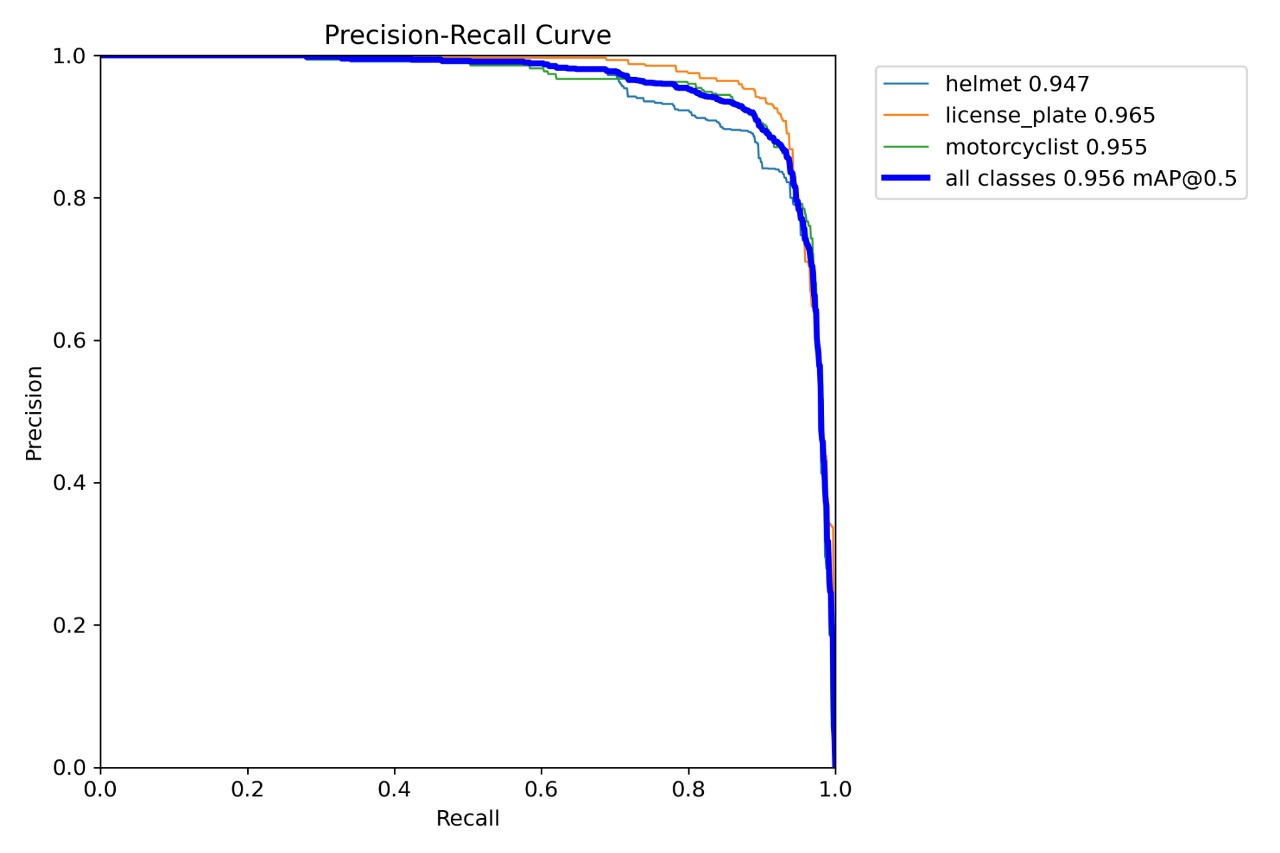 Precision-Recall Curve
1.0
0.8
0.6
0.4
0.2
0.0
Precision
0.0 0.2 0.4 0.6 0.8 1.0
Recall
helmet 0.947
license_plate 0.965
motorcyclist 0.955
all classes 0.956 mAP@0.5